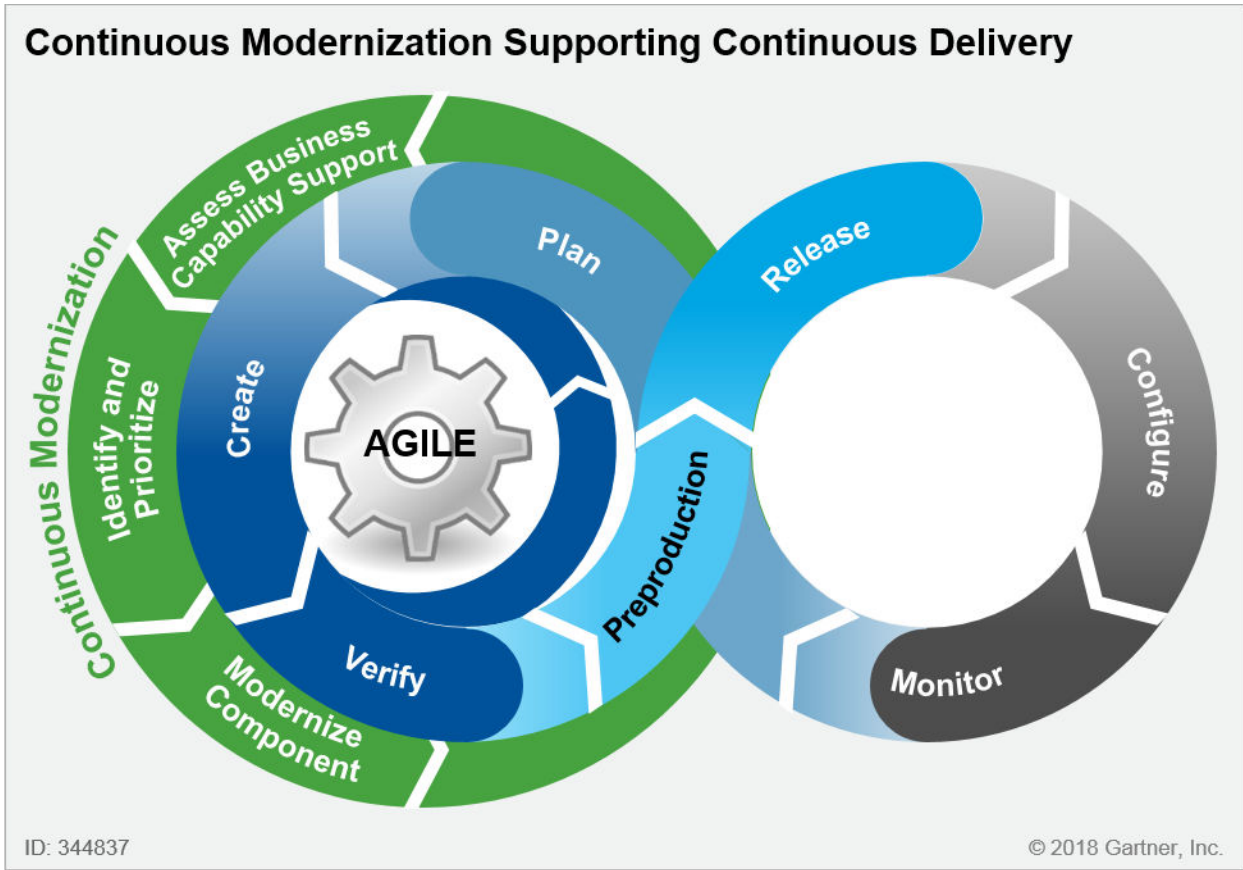 Continuous Modernization Supporting Continuous Delivery
Continuous Modernization
Assess Business
Capability Support
Identify and
Prioritize
Modernize
Component
Plan
Create
AGILE
Verify
Preproduction
Release
Configure
Monitor
ID: 344837
© 2018 Gartner, Inc.